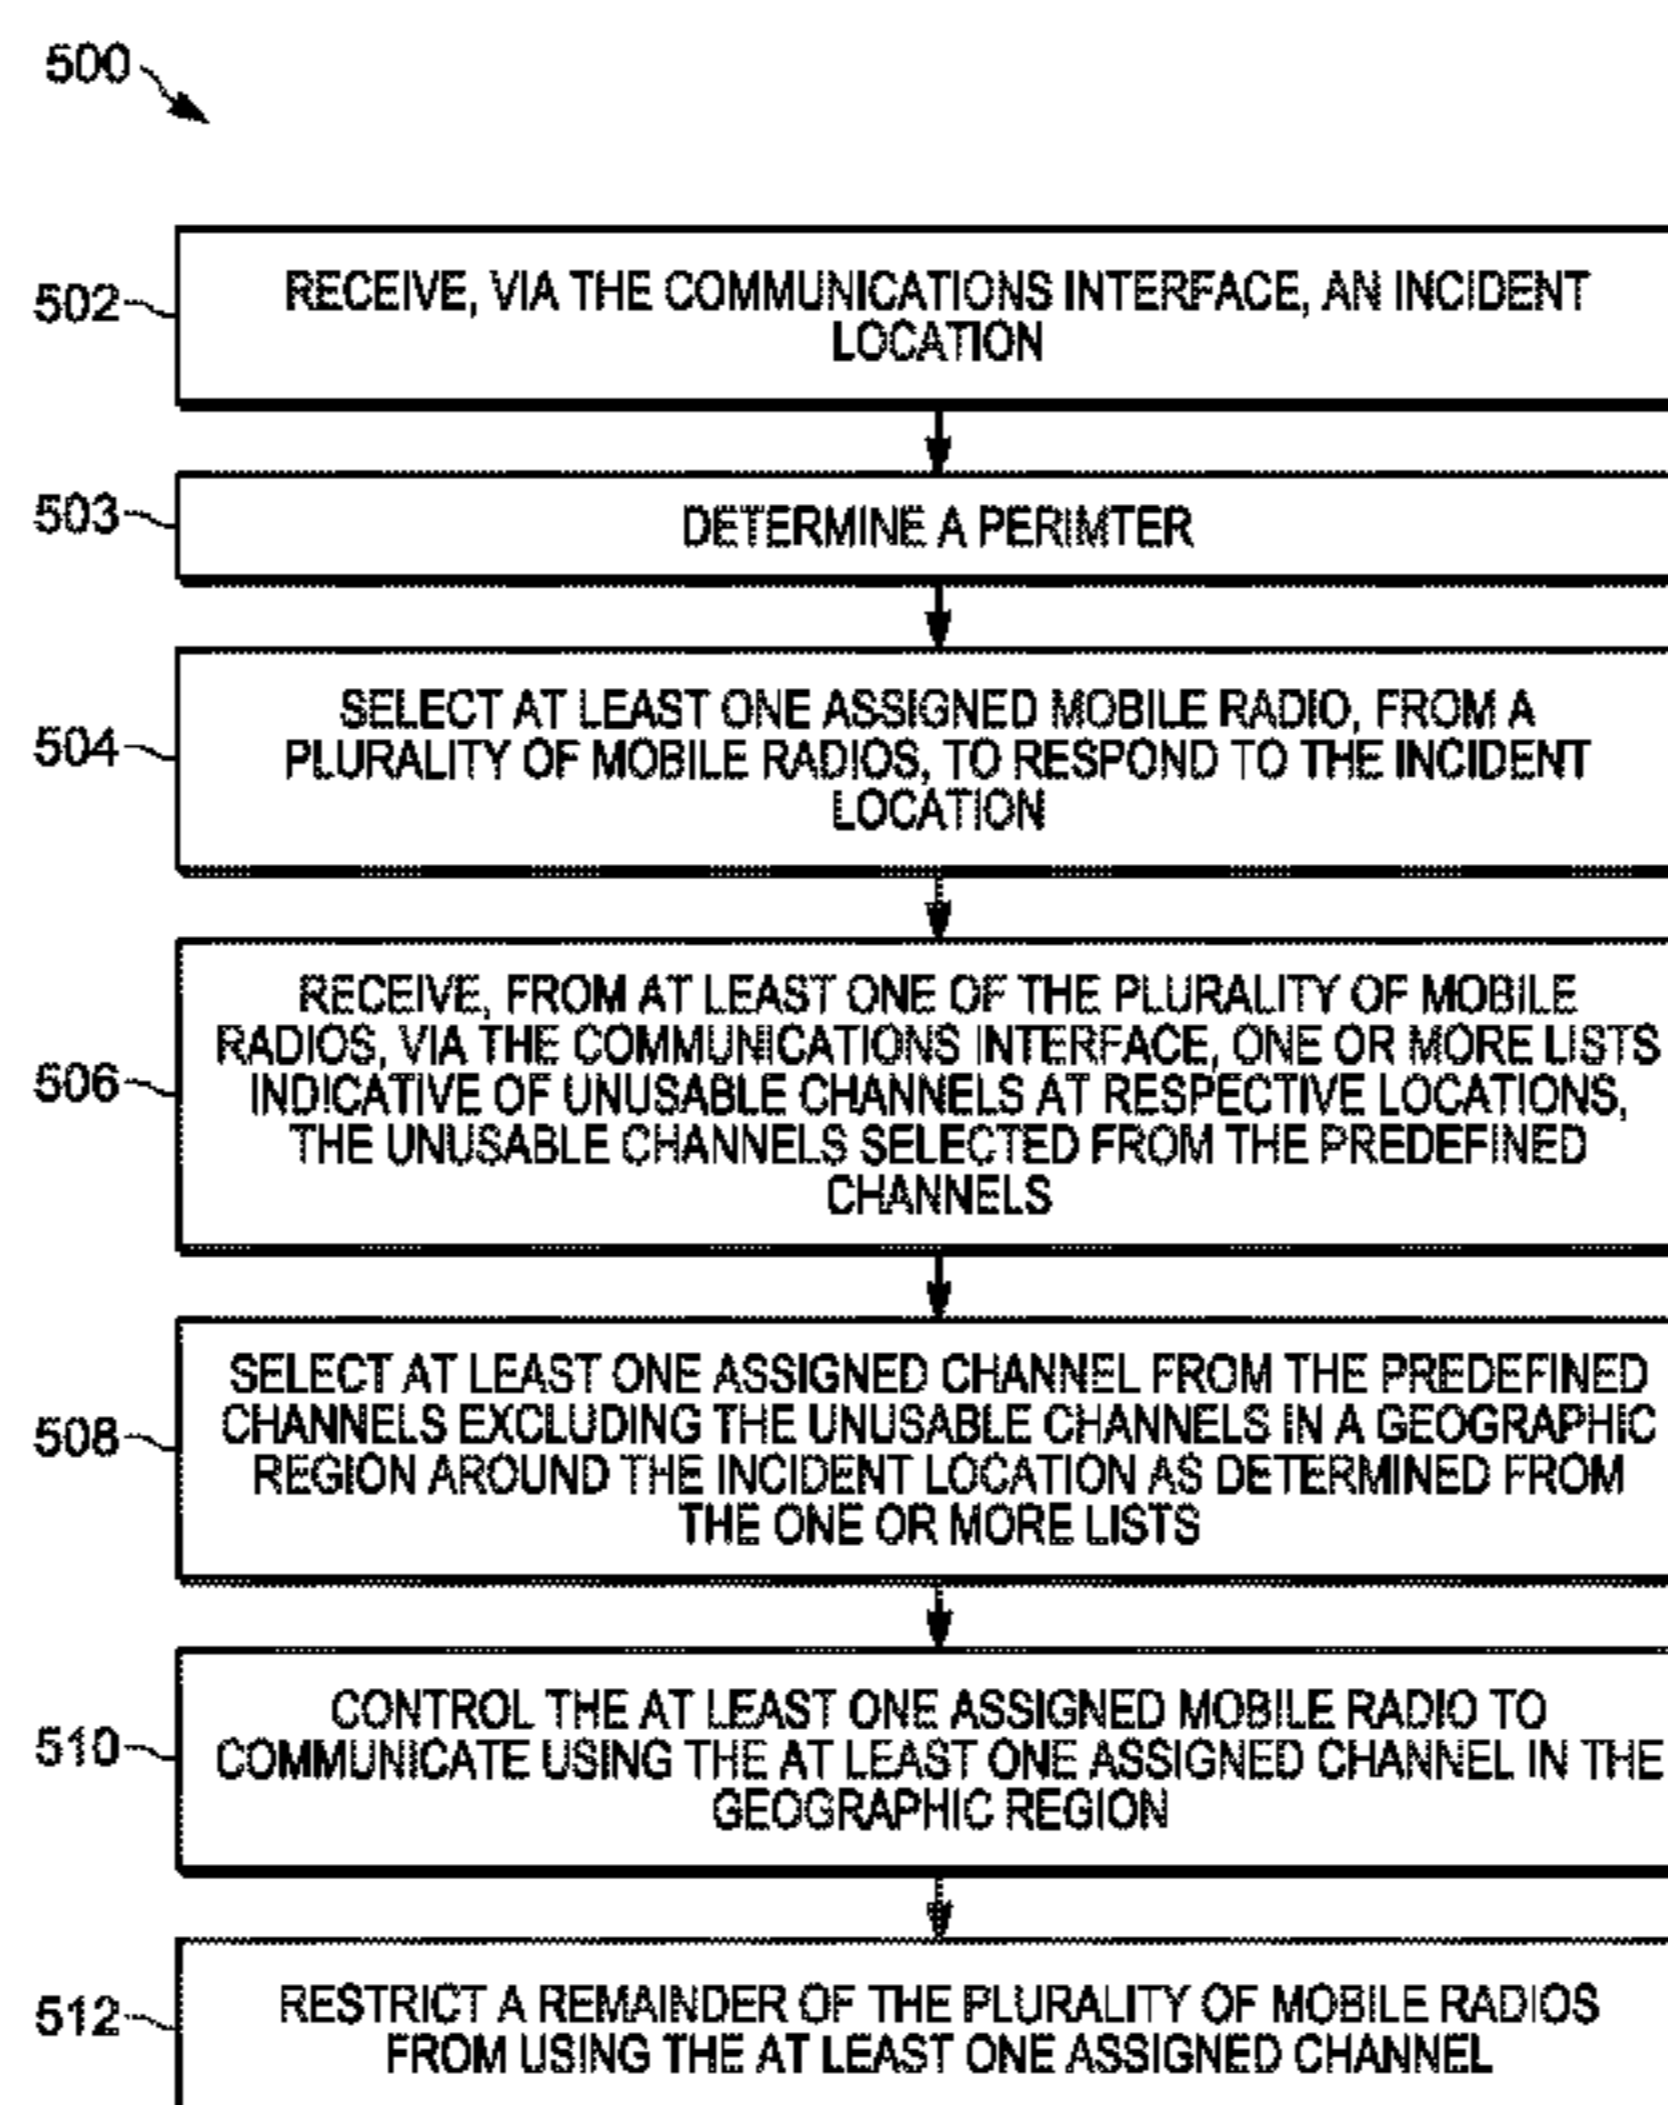 500
502
RECEIVE, VIA THE COMMUNICATIONS INTERFACE, AN INCIDENT
LOCATION
503
DETERMINE A PERIMTER
504
SELECT AT LEAST ONE ASSIGNED MOBILE RADIO, FROM A
PLURALITY OF MOBILE RADIOS, TO RESPOND TO THE INCIDENT
LOCATION
506
RECEIVE, FROM AT LEAST ONE OF THE PLURALITY OF MOBILE
RADIOS, VIA THE COMMUNICATIONS INTERFACE, ONE OR MORE LISTS
INDICATIVE OF UNUSABLE CHANNELS AT RESPECTIVE LOCATIONS,
THE UNUSABLE CHANNELS SELECTED FROM THE PREDEFINED
CHANNELS
508
SELECT AT LEAST ONE ASSIGNED CHANNEL FROM THE PREDEFINED
CHANNELS EXCLUDING THE UNUSABLE CHANNELS IN A GEOGRAPHIC
REGION AROUND THE INCIDENT LOCATION AS DETERMINED FROM
THE ONE OR MORE LISTS
510
CONTROL THE AT LEAST ONE ASSIGNED MOBILE RADIO TO
COMMUNICATE USING THE AT LEAST ONE ASSIGNED CHANNEL IN THE
GEOGRAPHIC REGION
512
RESTRICT A REMAINDER OF THE PLURALITY OF MOBILE RADIOS
FROM USING THE AT LEAST ONE ASSIGNED CHANNEL